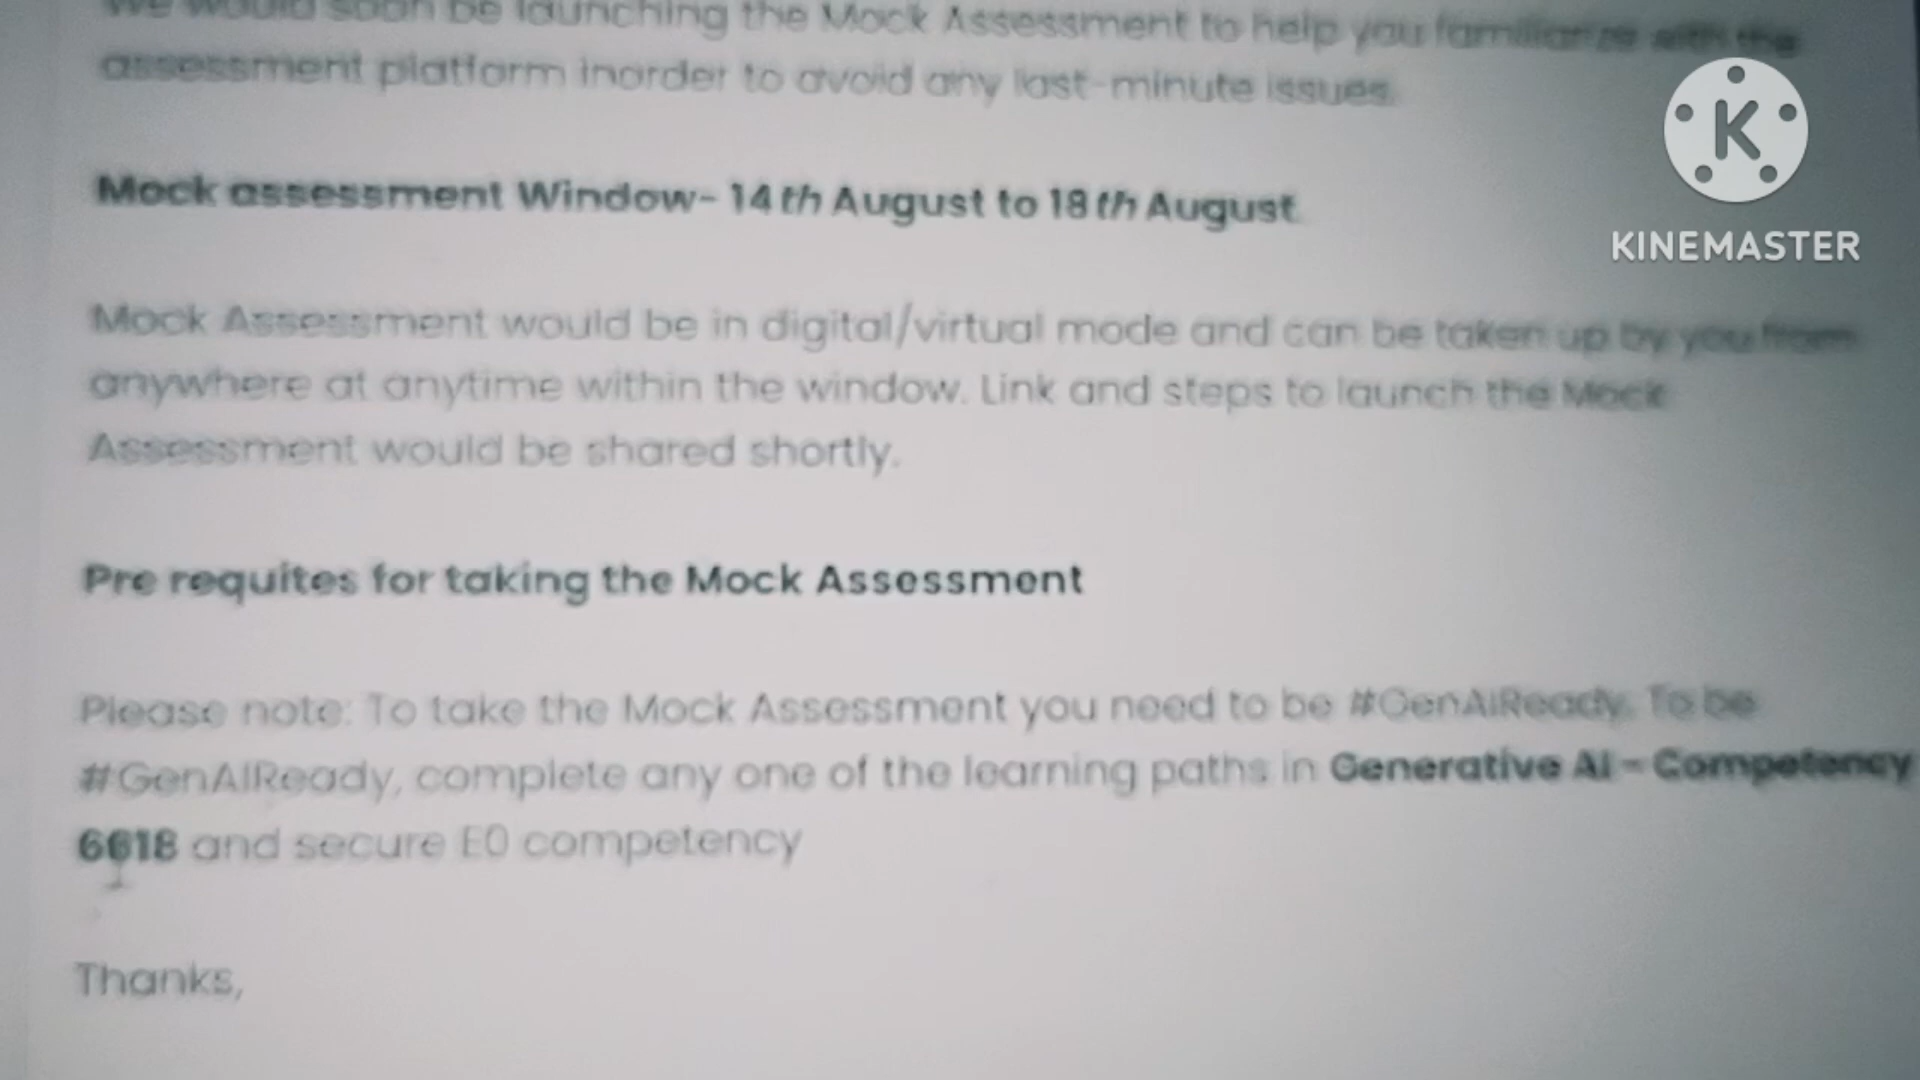 We would soon be launching the Mock Assessment to help you familiarize with the
assessment platform inorder to avoid any last-minute issues.
K
KINEMASTER
Mock assessment Window- 14th August to 18th August
Mock Assessment would be in digital/virtual mode and can be taken up by you from
anywhere at anytime within the window. Link and steps to launch the Mock
Assessment would be shared shortly.
Pre requites for taking the Mock Assessment
Please note: To take the Mock Assessment you need to be #GenAIReady. To be
#GenAIReady, complete any one of the learning paths in Generative AI - Competency
6618 and secure E0 competency
Thanks,